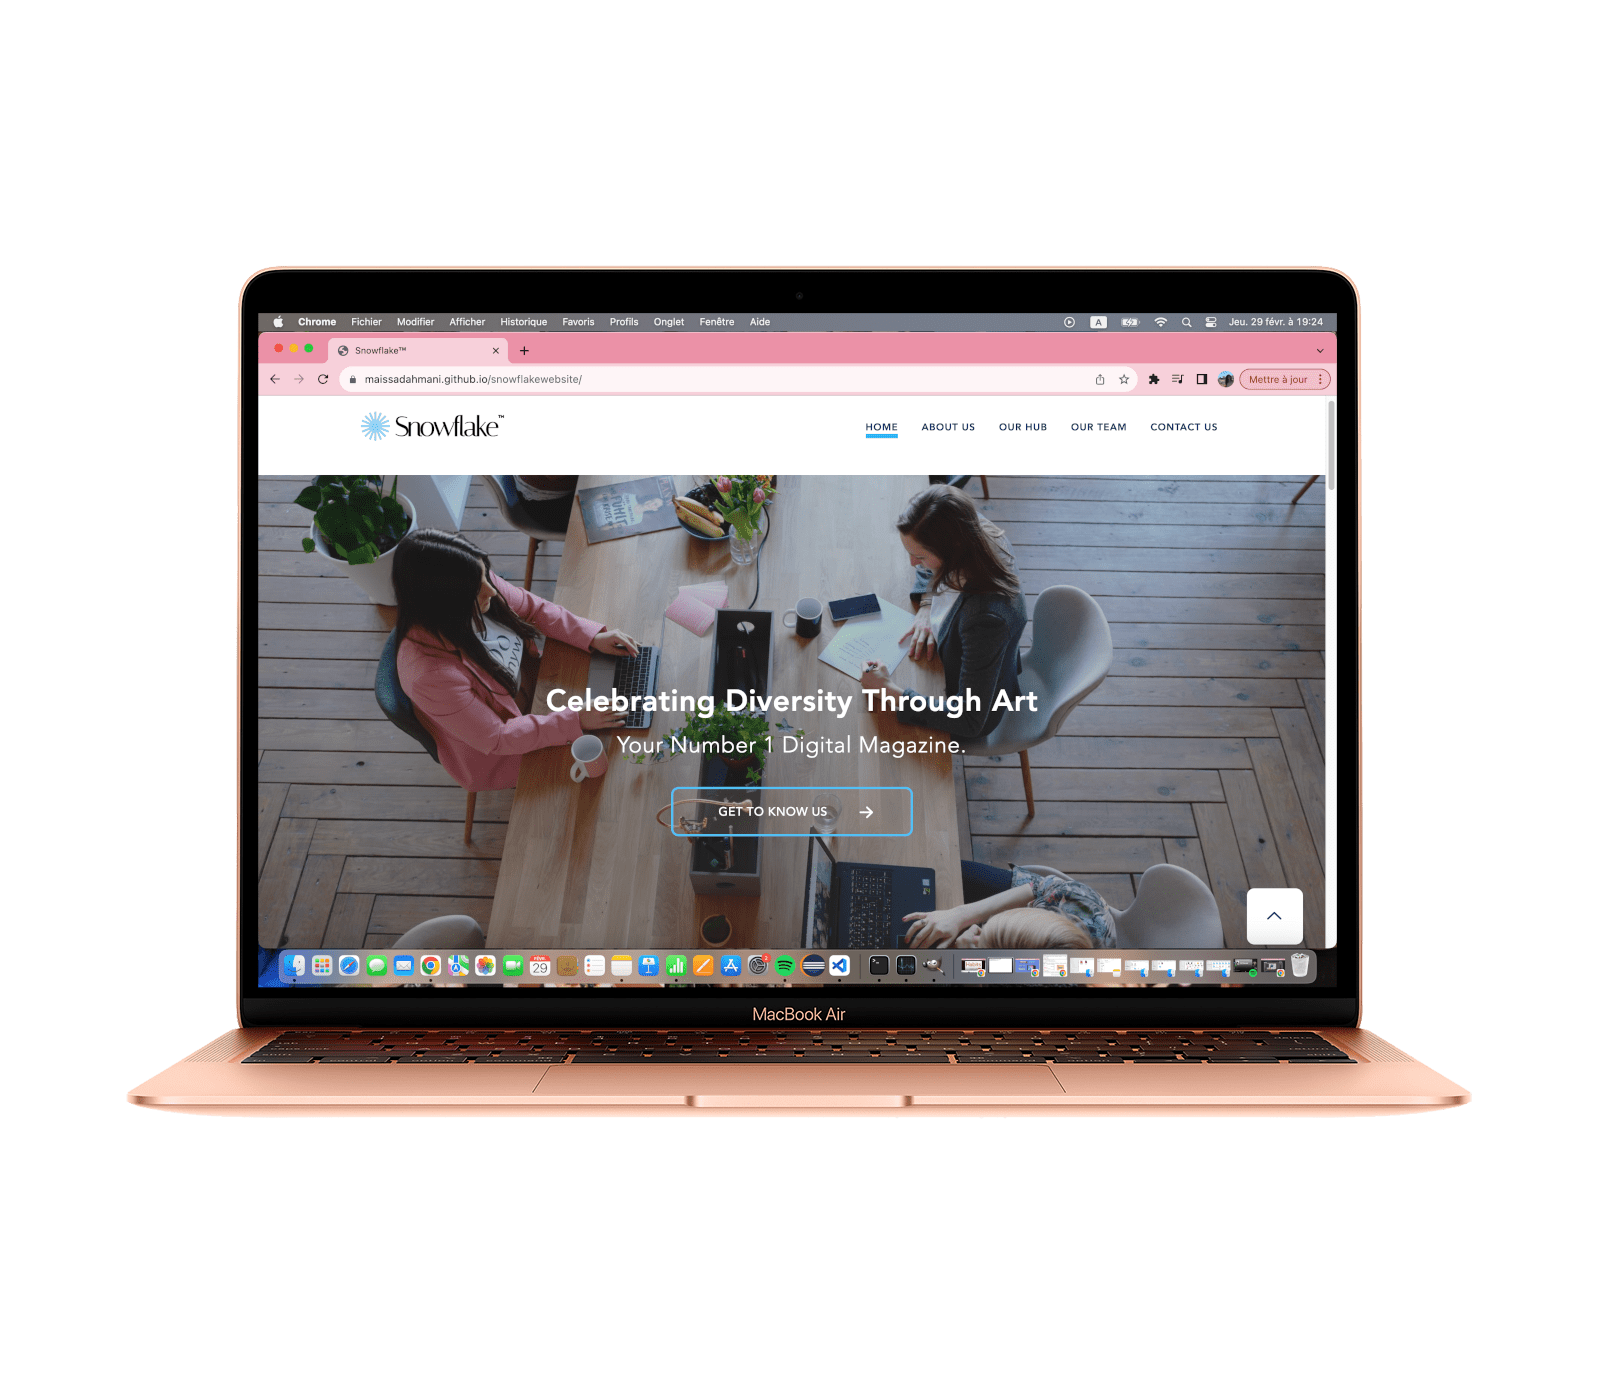 Chrome Fichier Modifier Afficher Historique Favoris Profils Onglet Fenêtre Aide A Jeu. 29 févr. à 19:24
Snowflake™
maissadahmani.github.io/snowflakewebsite/ Mettre à jour
Snowflake™ HOME ABOUT US OUR HUB OUR TEAM CONTACT US
Celebrating Diversity Through Art
Your Number 1 Digital Magazine.
GET TO KNOW US
29
MacBook Air